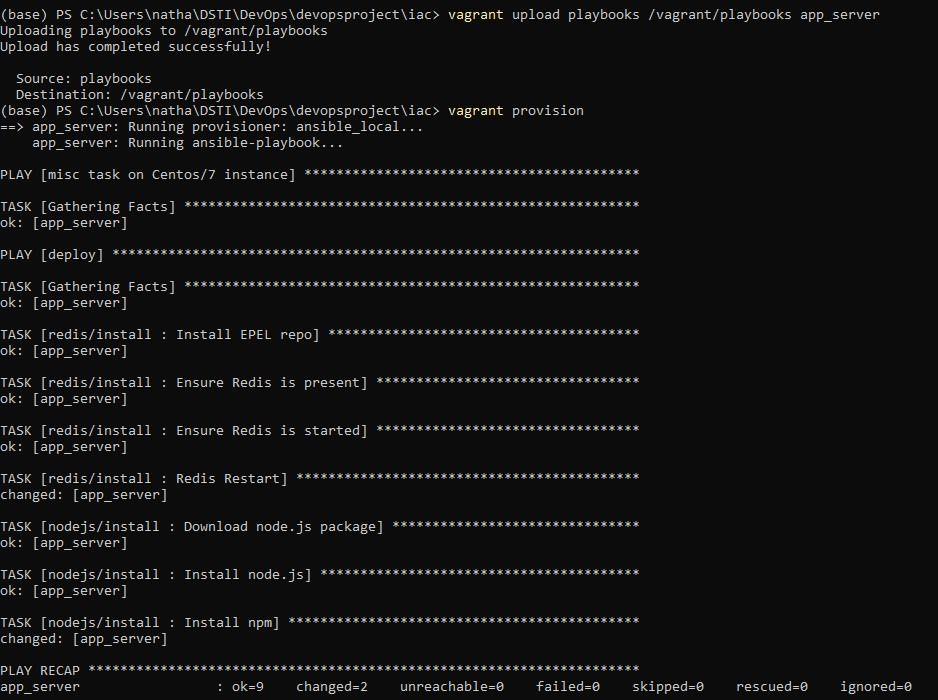 (base) PS C:\Users\natha\DSTI\DevOps\devopsproject\iac> vagrant upload playbooks /vagrant/playbooks app_server
Uploading playbooks to /vagrant/playbooks
Upload has completed successfully!
Source: playbooks
Destination: /vagrant/playbooks
(base) PS C:\Users\natha\DSTI\DevOps\devopsproject\iac> vagrant provision
==> app_server: Running provisioner: ansible_local...
app_server: Running ansible-playbook...
PLAY [misc task on Centos/7 instance] ******************************************
TASK [Gathering Facts] *********************************************************
ok: [app_server]
PLAY [deploy] ******************************************************************
TASK [Gathering Facts] *********************************************************
ok: [app_server]
TASK [redis/install : Install EPEL repo] ***************************************
ok: [app_server]
TASK [redis/install : Ensure Redis is present] *********************************
ok: [app_server]
TASK [redis/install : Ensure Redis is started] *********************************
ok: [app_server]
TASK [redis/install : Redis Restart] *******************************************
changed: [app_server]
TASK [nodejs/install : Download node.js package] *******************************
ok: [app_server]
TASK [nodejs/install : Install node.js] ****************************************
ok: [app_server]
TASK [nodejs/install : Install npm] ********************************************
changed: [app_server]
PLAY RECAP *********************************************************************
app_server : ok=9 changed=2 unreachable=0 failed=0 skipped=0 rescued=0 ignored=0